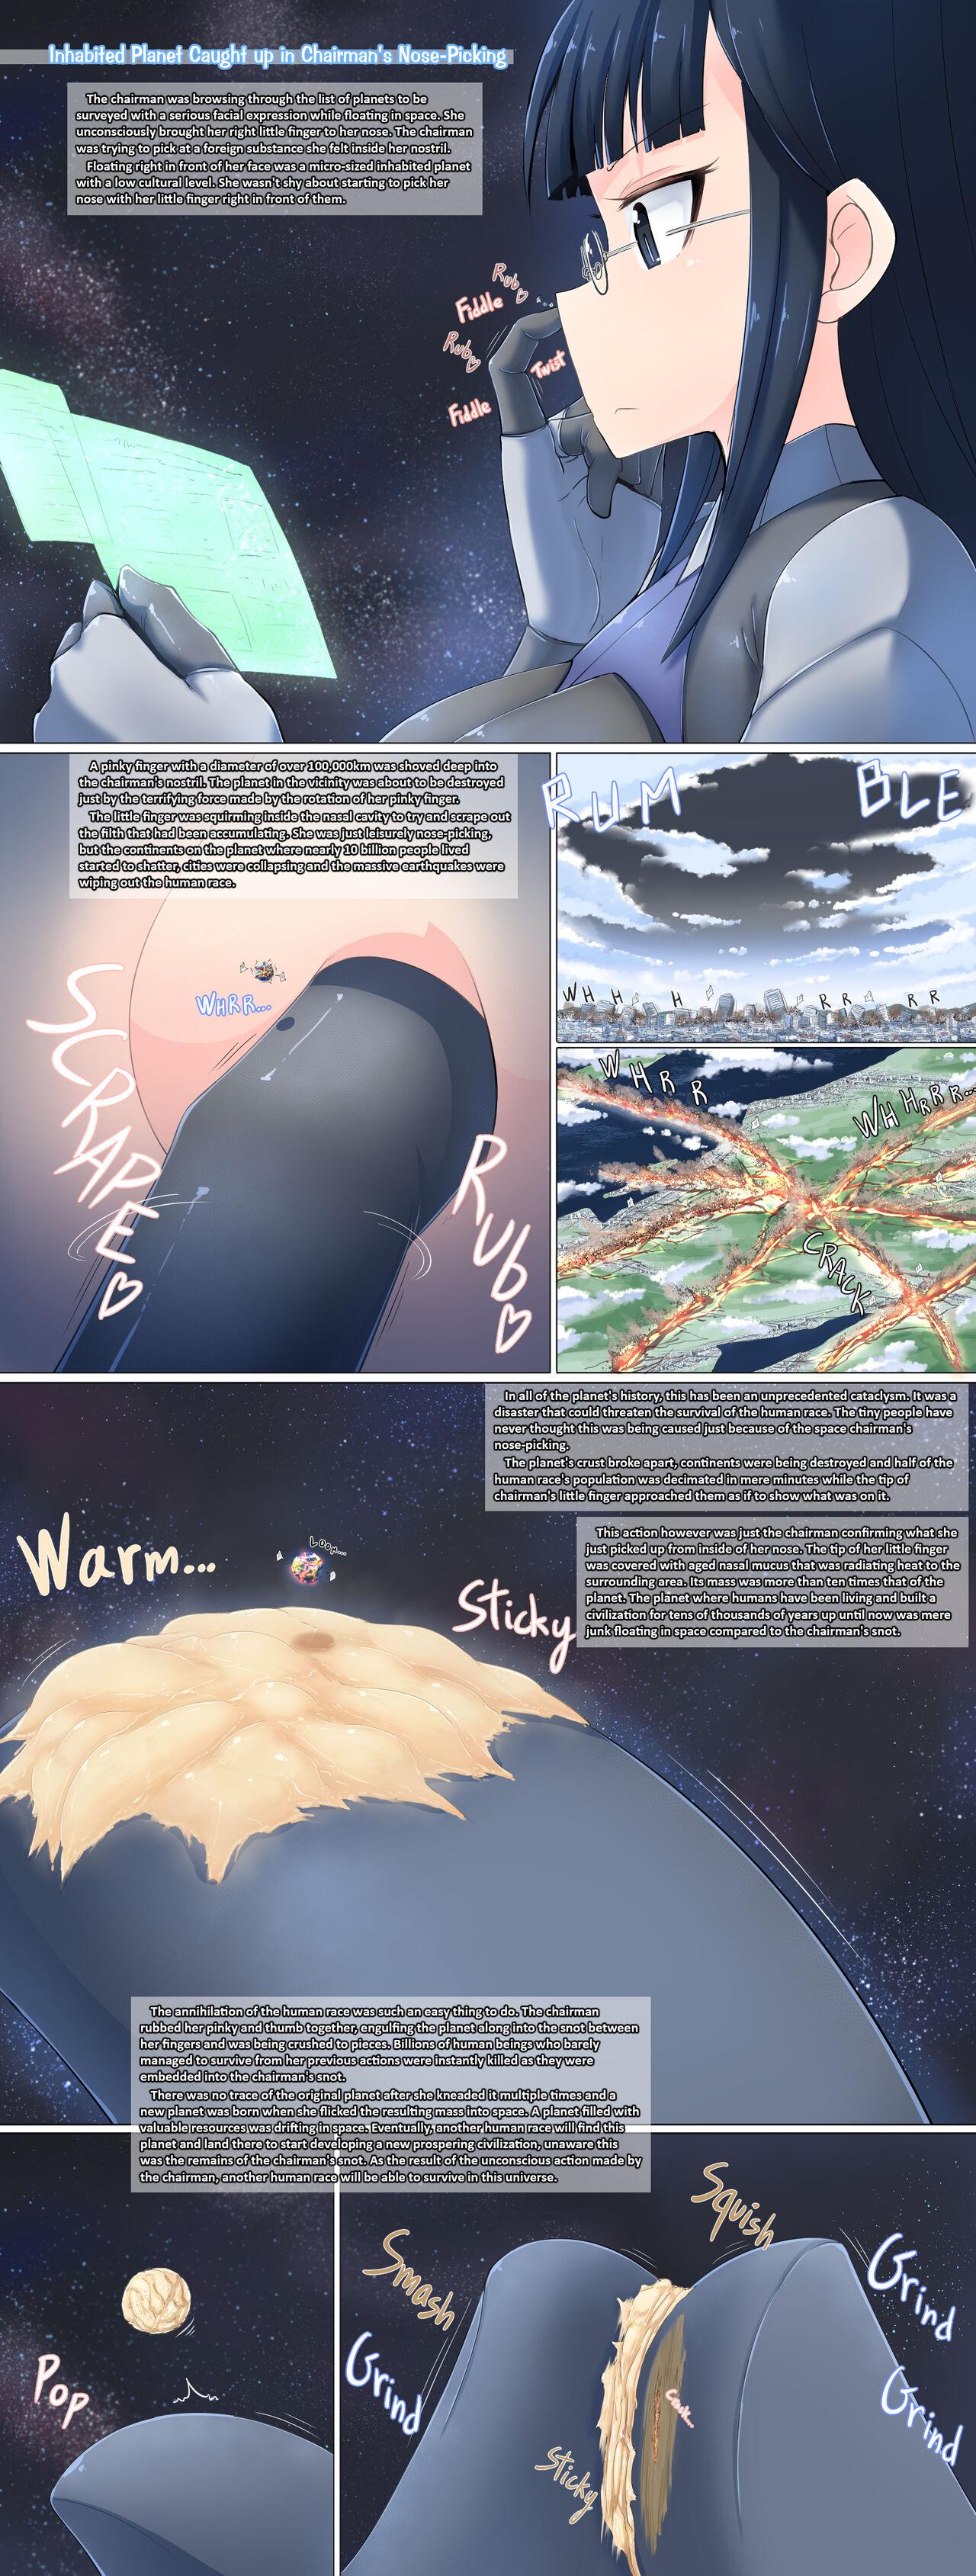 Inhabited Planet Caught up in Chairman's Nose-Picking
The chairman was browsing through the list of planets to be
surveyed with a serious facial expression while floating in space. She
unconsciously brought her right little finger to her nose. The chairman
was trying to pick at a foreign substance she felt inside her nostril.
Floating right in front of her face was a micro-sized inhabited planet
with a low cultural level. She wasn't shy about starting to pick her
nose with her little finger right in front of them.
Rub♡
Fiddle
Rub♡
Twist
Fiddle
A pinky finger with a diameter of over 100,000km was shoved deep into
the chairman's nostril. The planet in the vicinity was about to be destroyed
just by the terrifying force made by the rotation of her pinky finger.
The little finger was squirming inside the nasal cavity to try and scrape out
the filth that had been accumulating. She was just leisurely nose-picking,
but the continents on the planet where nearly 10 billion people lived
started to shatter, cities were collapsing and the massive earthquakes were
wiping out the human race.
WHRR...
SCRAPE♡
RUb♡
RUM BLE
WH H H R R R R
WHRR
WHHRRR...
CRACK
In all of the planet's history, this has been an unprecedented cataclysm. It was a
disaster that could threaten the survival of the human race. The tiny people have
never thought this was being caused just because of the space chairman's
nose-picking.
The planet's crust broke apart, continents were being destroyed and half of the
human race's population was decimated in mere minutes while the tip of
chairman's little finger approached them as if to show what was on it.
This action however was just the chairman confirming what she
just picked up from inside of her nose. The tip of her little finger
was covered with aged nasal mucus that was radiating heat to the
surrounding area. Its mass was more than ten times that of the
planet. The planet where humans have been living and built a
civilization for tens of thousands of years up until now was mere
junk floating in space compared to the chairman's snot.
Warm...
LOOM...
Sticky
The annihilation of the human race was such an easy thing to do. The chairman
rubbed her pinky and thumb together, engulfing the planet along into the snot between
her fingers and was being crushed to pieces. Billions of human beings who barely
managed to survive from her previous actions were instantly killed as they were
embedded into the chairman's snot.
There was no trace of the original planet after she kneaded it multiple times and a
new planet was born when she flicked the resulting mass into space. A planet filled with
valuable resources was drifting in space. Eventually, another human race will find this
planet and land there to start developing a new prospering civilization, unaware this
was the remains of the chairman's snot. As the result of the unconscious action made by
the chairman, another human race will be able to survive in this universe.
Pop
Smash
Squish
Grind
Grind
Grind
Crack...
Sticky